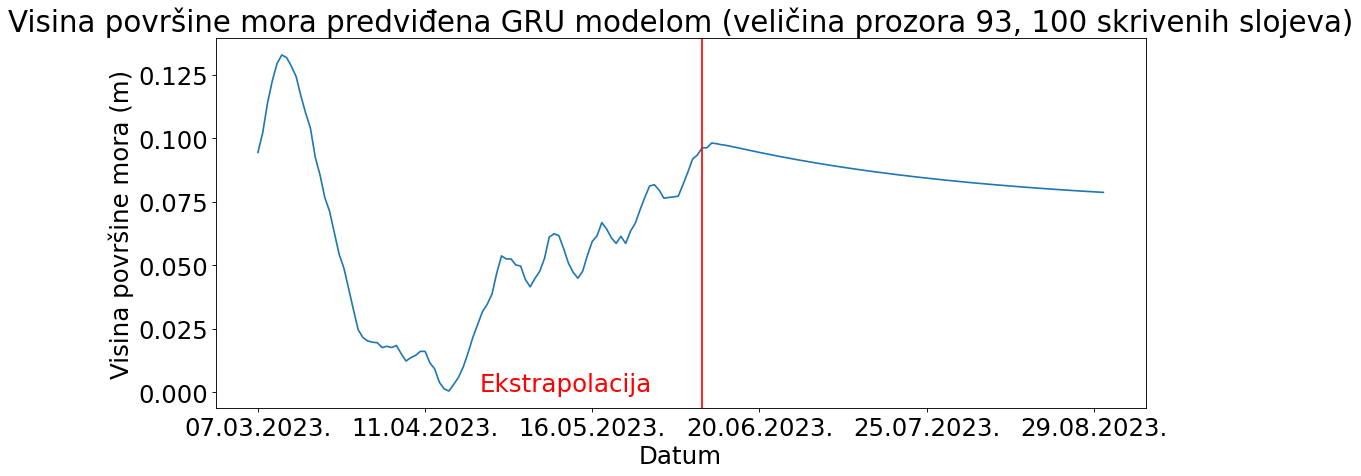 Visina površine mora predviđena GRU modelom (veličina prozora 93, 100 skrivenih slojeva)
Visina površine mora (m)
0.125
0.100
0.075
0.050
0.025
0.000
Ekstrapolacija
07.03.2023. 11.04.2023. 16.05.2023. 20.06.2023. 25.07.2023. 29.08.2023.
Datum